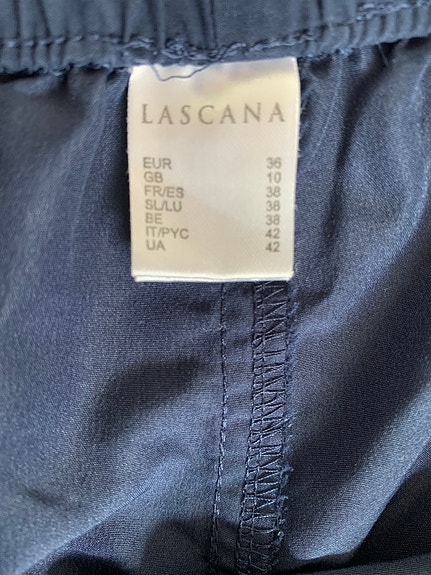 LASCANA
EUR 36
GB 10
FR/ES 38
SL/LU 38
BE 38
IT/PYC 42
UA 42